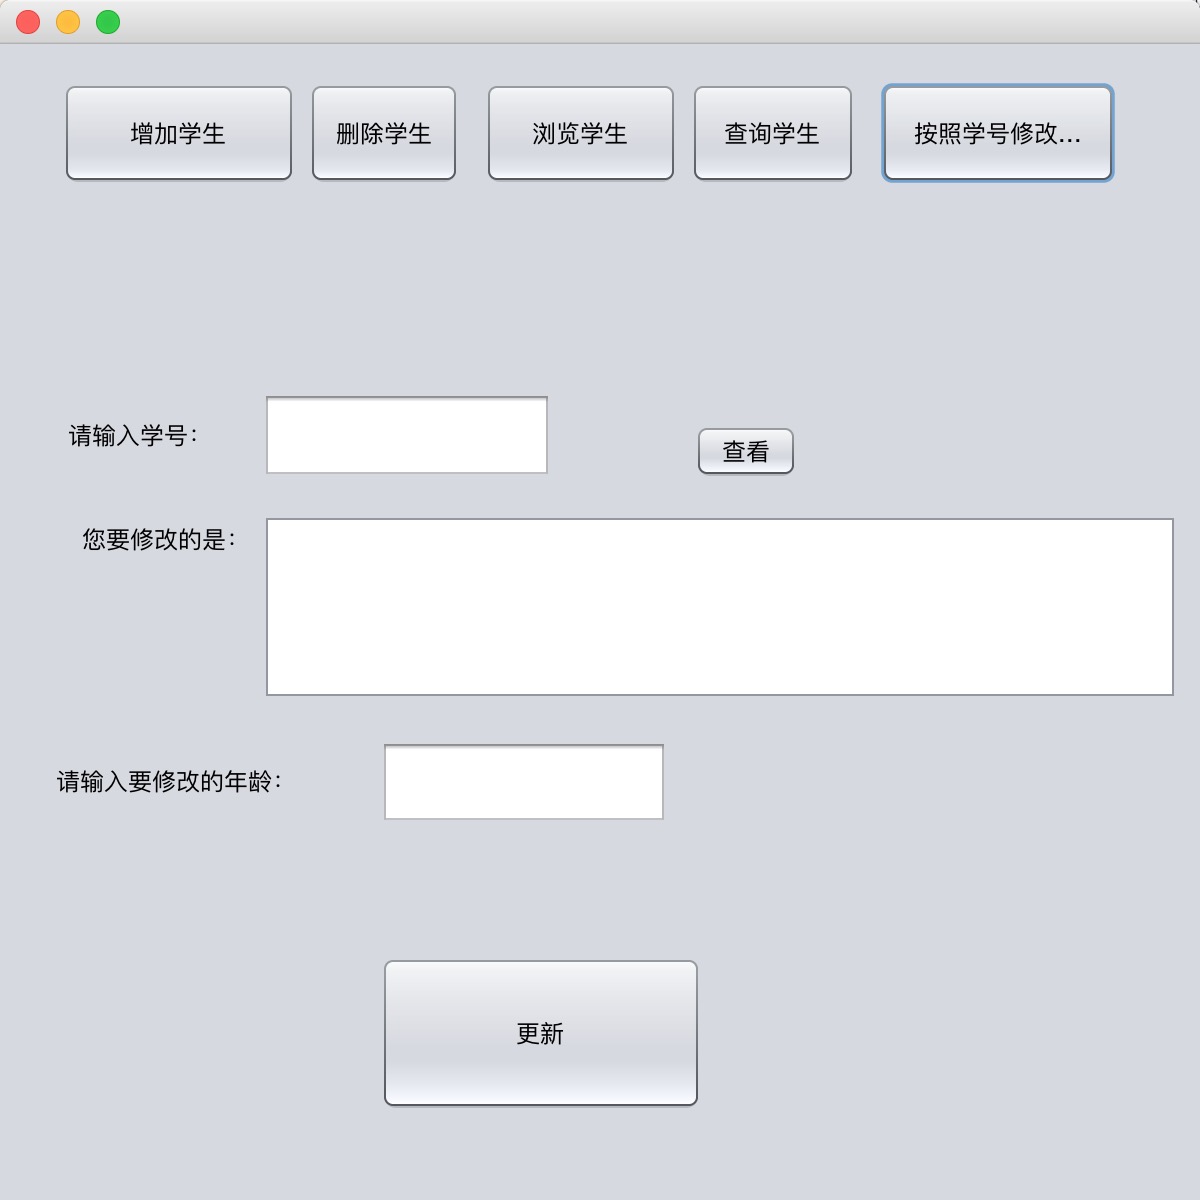 增加学生
删除学生
浏览学生
查询学生
按照学号修改...
请输入学号：
查看
您要修改的是：
请输入要修改的年龄：
更新